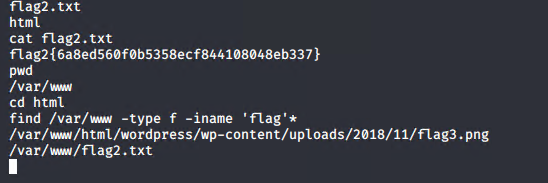 flag2.txt
html
cat flag2.txt
flag2{6a8ed560f0b5358ecf844108048eb337}
pwd
/var/www
cd html
find /var/www -type f -iname 'flag'*
/var/www/html/wordpress/wp-content/uploads/2018/11/flag3.png
/var/www/flag2.txt